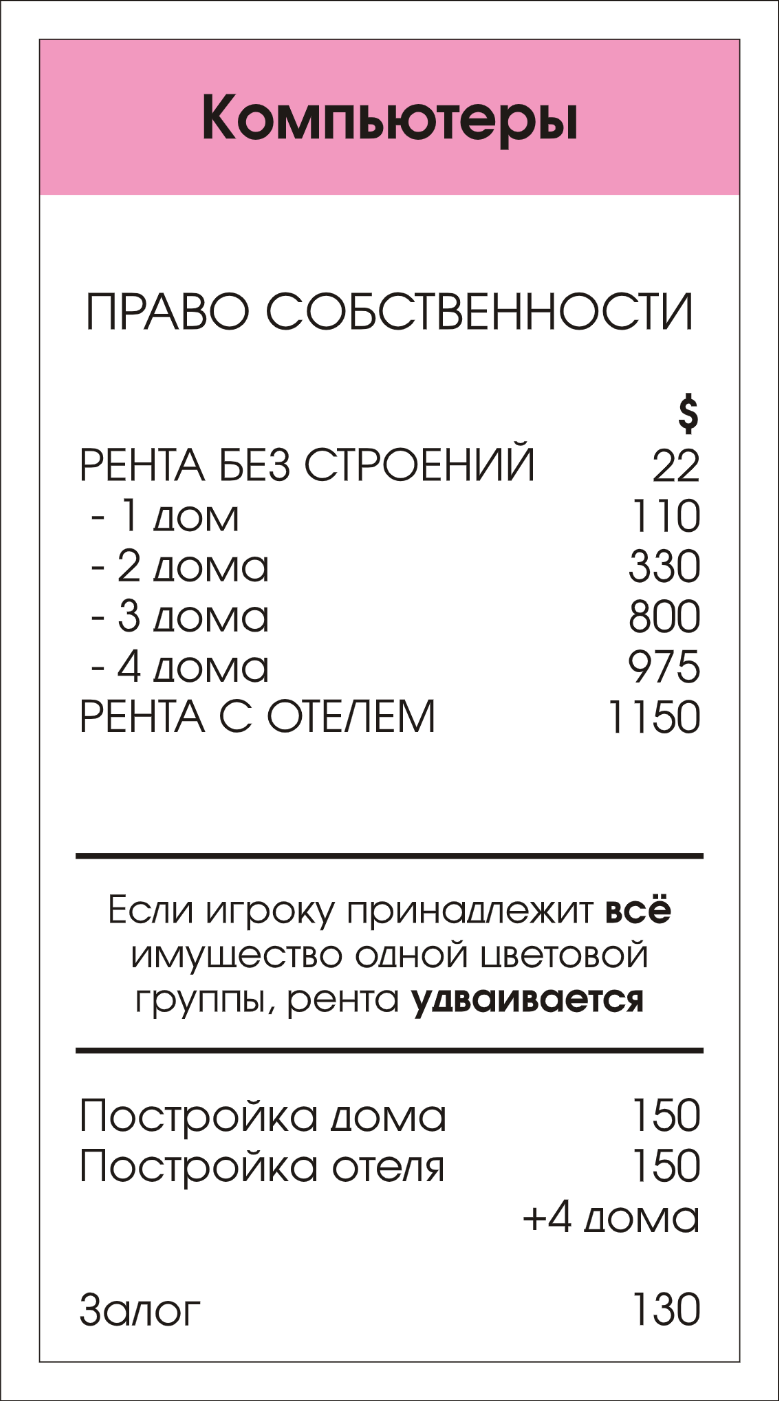 Компьютеры
ПРАВО СОБСТВЕННОСТИ
$
РЕНТА БЕЗ СТРОЕНИЙ 22
- 1 дом 110
- 2 дома 330
- 3 дома 800
- 4 дома 975
РЕНТА С ОТЕЛЕМ 1150
Если игроку принадлежит всё
имущество одной цветовой
группы, рента удваивается
Постройка дома 150
Постройка отеля 150
+4 дома
Залог 130